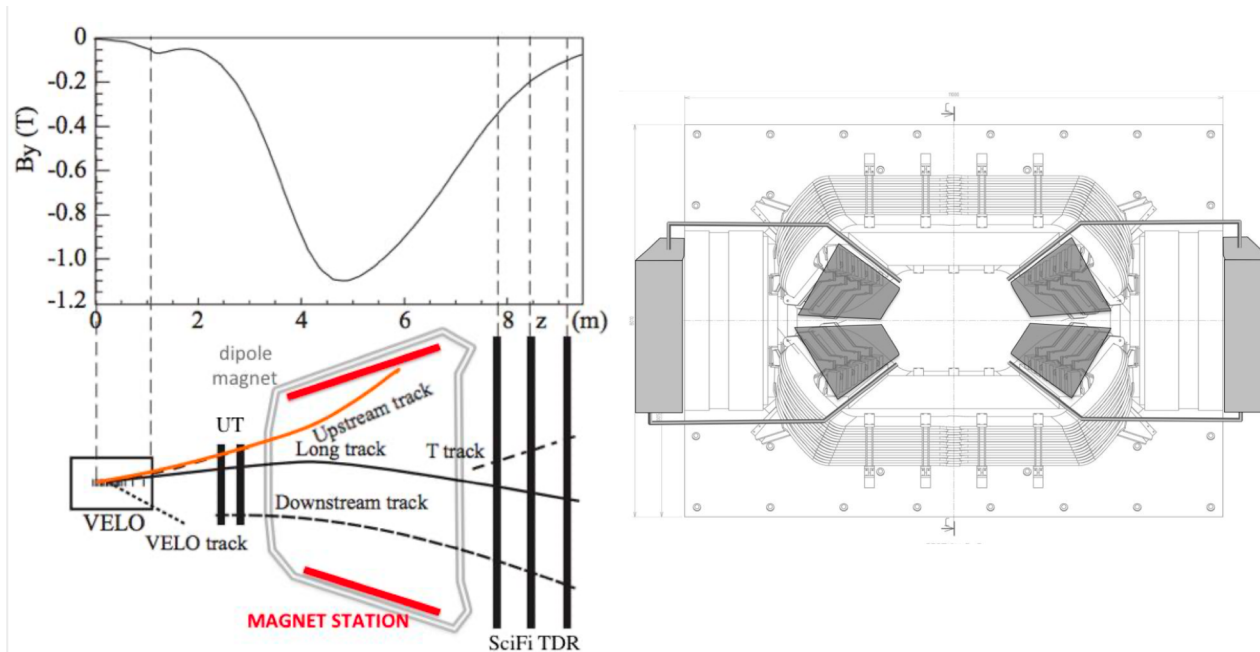 By (T)
0
-0.2
-0.4
-0.6
-0.8
-1.0
-1.2
0
2
4
6
8
z
(m)
dipole
magnet
UT
Upstream track
Long track
T track
Downstream track
VELO
VELO track
MAGNET STATION
SciFi TDR